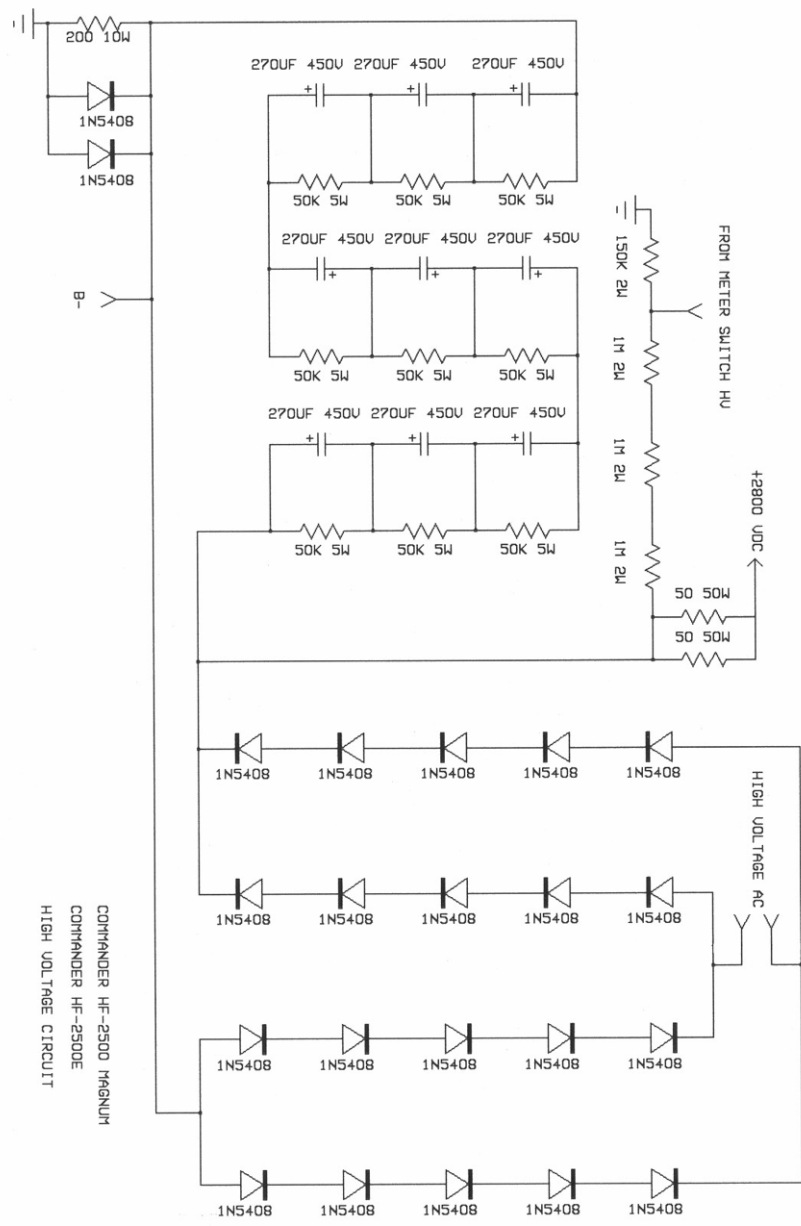 200 10W
1N5408
1N5408
B-
270UF 450V 270UF 450V 270UF 450V
50K 5W 50K 5W 50K 5W
270UF 450V 270UF 450V 270UF 450V
50K 5W 50K 5W 50K 5W
270UF 450V 270UF 450V 270UF 450V
50K 5W 50K 5W 50K 5W
FROM METER SWITCH HV
150K 2W
1M 2W
1M 2W
1M 2W
+2800 VDC
50 50W
50 50W
1N5408 1N5408 1N5408 1N5408 1N5408
HIGH VOLTAGE AC
1N5408 1N5408 1N5408 1N5408 1N5408
1N5408 1N5408 1N5408 1N5408 1N5408
1N5408 1N5408 1N5408 1N5408 1N5408
COMMANDER HF-2500 MAGNUM
COMMANDER HF-2500E
HIGH VOLTAGE CIRCUIT